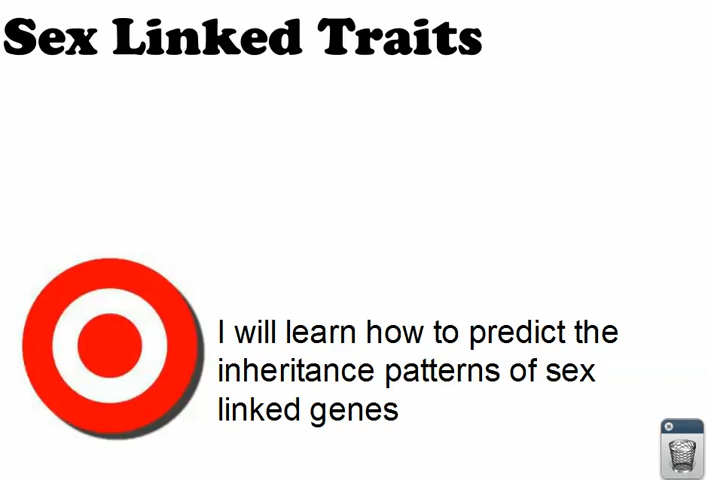 Sex Linked Traits
I will learn how to predict the
inheritance patterns of sex
linked genes